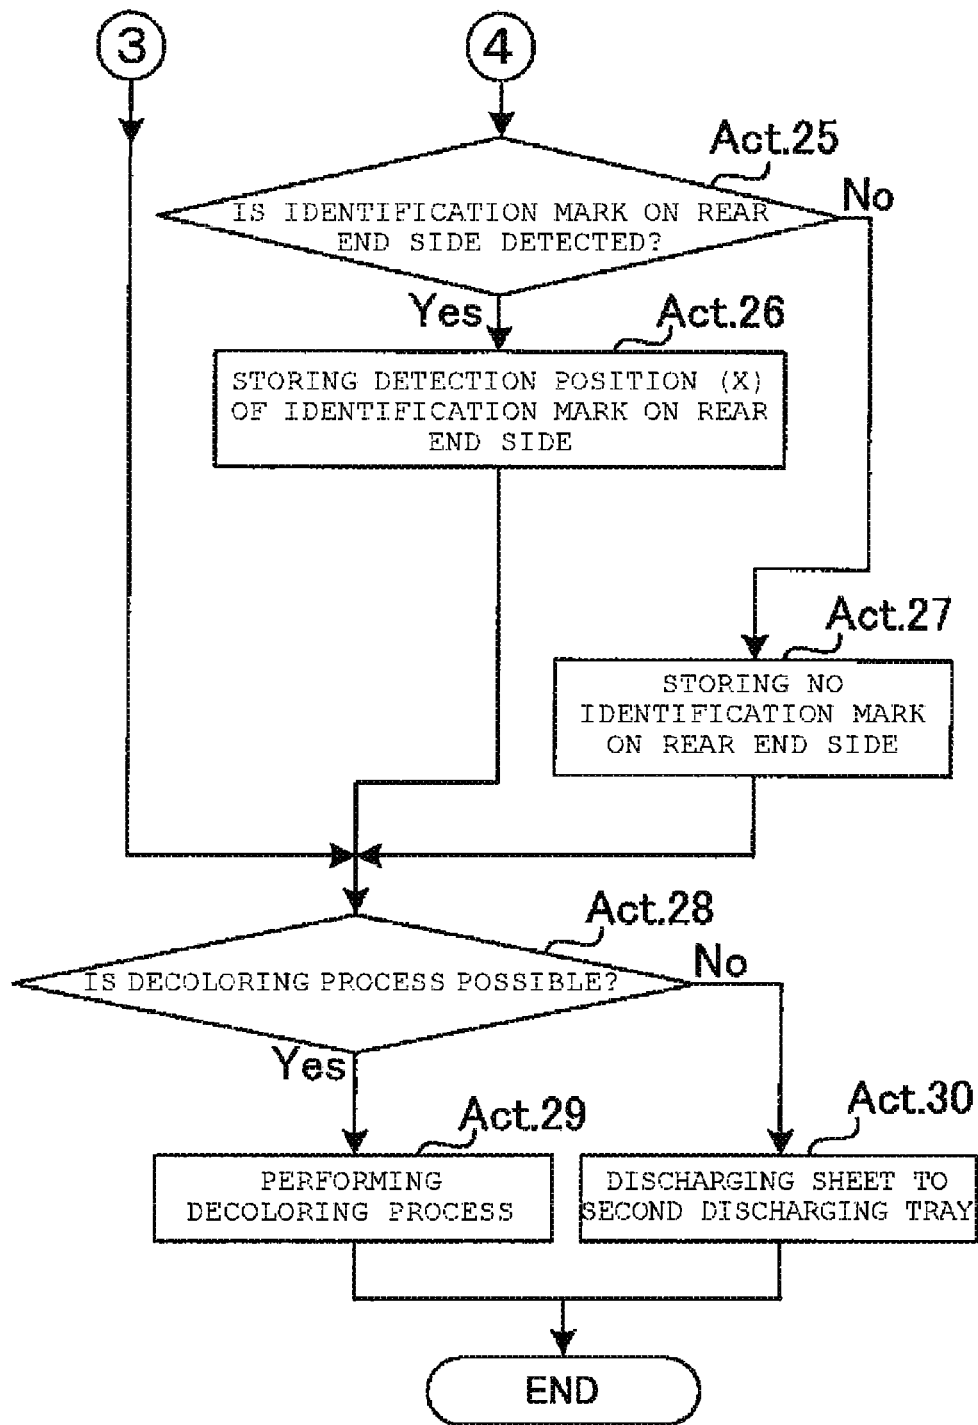 3
4
Act.25
No
IS IDENTIFICATION MARK ON REAR
END SIDE DETECTED?
Yes
Act.26
STORING DETECTION POSITION (X)
OF IDENTIFICATION MARK ON REAR
END SIDE
Act.27
STORING NO
IDENTIFICATION MARK
ON REAR END SIDE
Act.28
No
IS DECOLORING PROCESS POSSIBLE?
Yes
Act.29
Act.30
PERFORMING
DECOLORING PROCESS
DISCHARGING SHEET TO
SECOND DISCHARGING TRAY
END